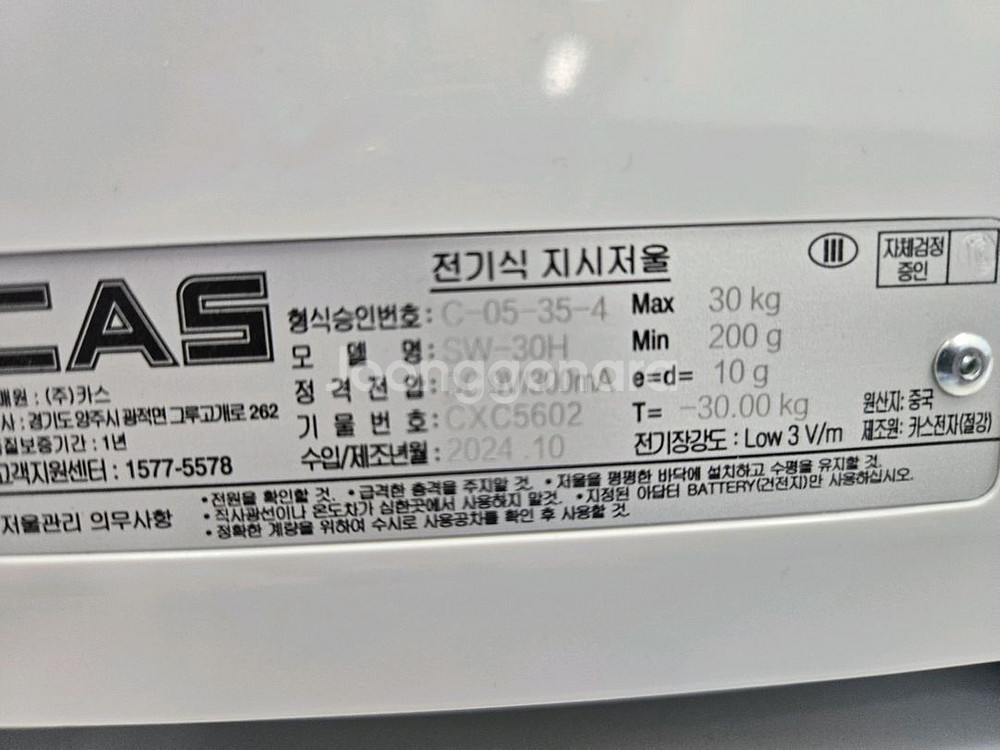 CAS
전기식 지시저울
III
자체검정
증인
형식승인번호 : C-05-35-4
모 델 명 : SW-30H
정 격 전 압 : 300mA
기 물 번 호 : CXC5602
수입/제조년월 : 2024 .10
Max 30 kg
Min 200 g
e=d= 10 g
T= -30.00 kg
전기장강도 : Low 3 V/m
원산지: 중국
제조원: 카스전자(절강)
매원 : (주)카스
사 : 경기도 양주시 광적면 그루고개로 262
질보증기간 : 1년
고객지원센터 : 1577-5578
저울관리 의무사항
• 전원을 확인할 것. • 급격한 충격을 주지말 것. • 저울을 평평한 바닥에 설치하고 수평을 유지할 것.
• 직사광선이나 온도차가 심한곳에서 사용하지 말것. • 지정된 아답터 BATTERY(건전지)만 사용하십시오.
• 정확한 계량을 위하여 수시로 사용공차를 확인 후 사용할 것.
Joonggonara